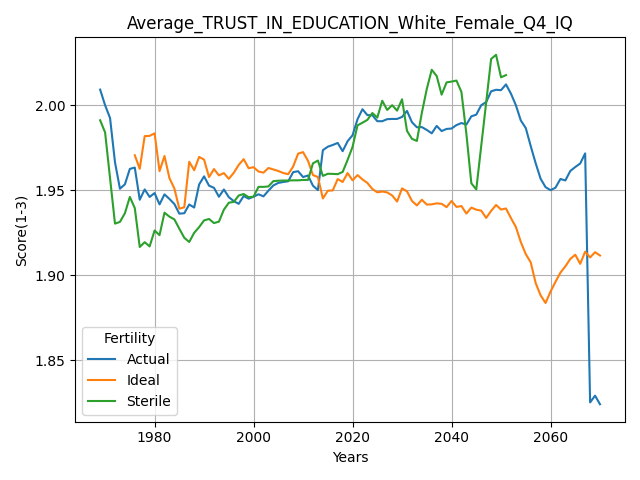 Average_TRUST_IN_EDUCATION_White_Female_Q4_IQ
Score(1-3)
2.00
1.95
1.90
1.85
Fertility
Actual
Ideal
Sterile
1980
2000
2020
2040
2060
Years